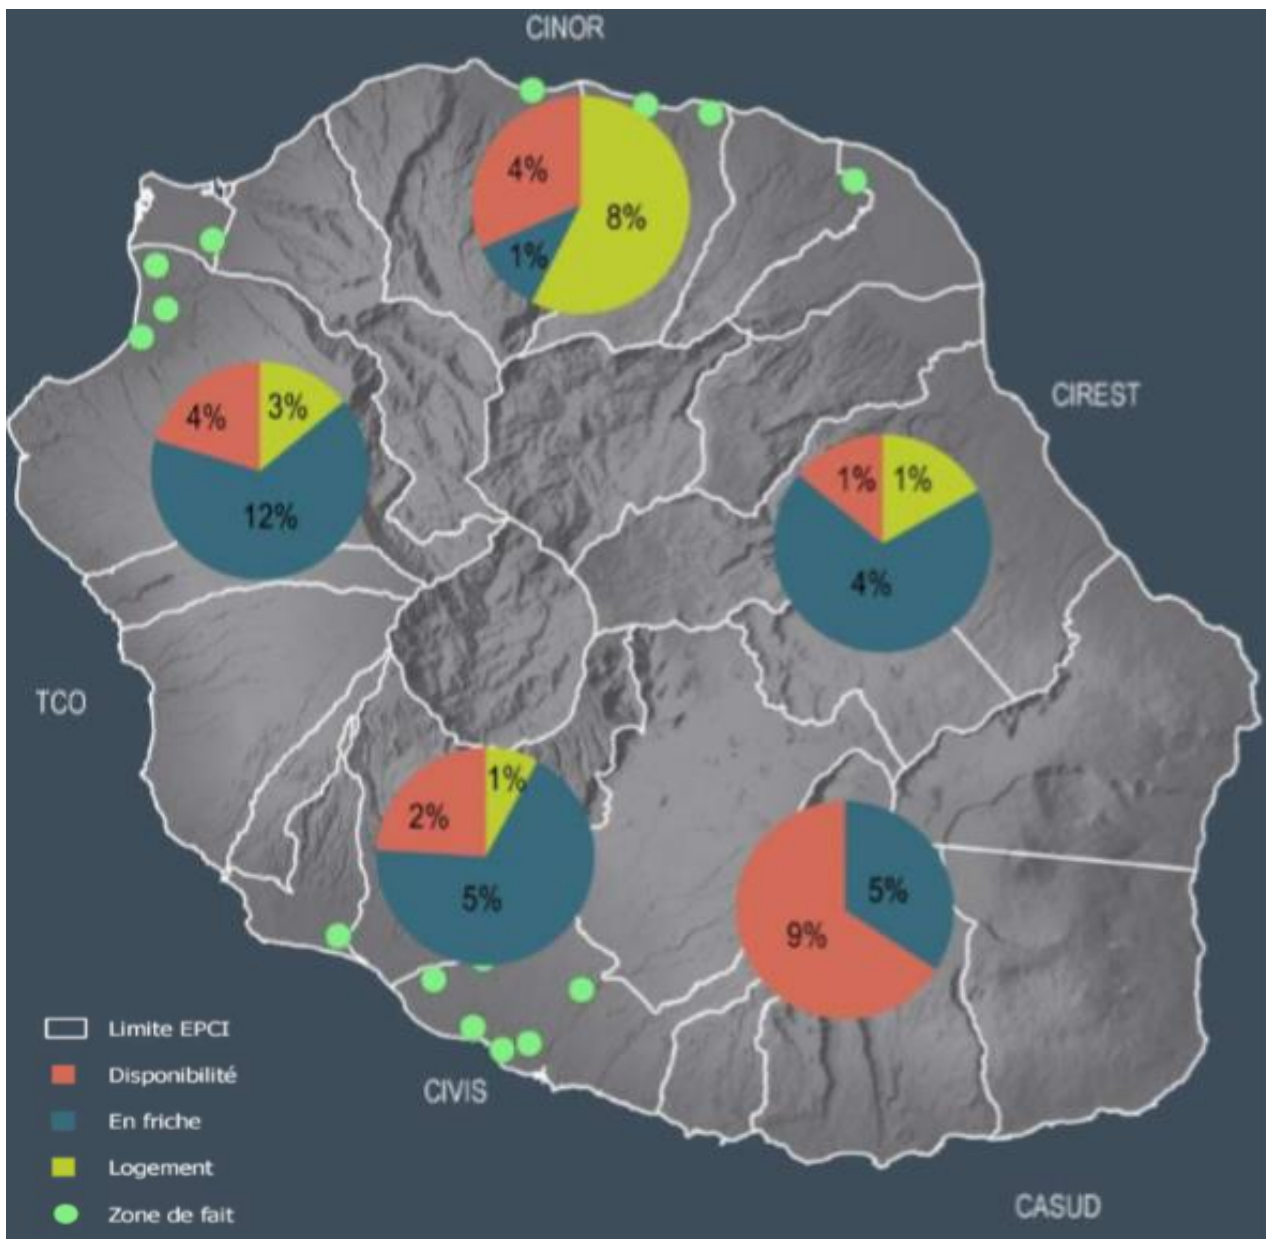 CINOR
4%
8%
1%
CIREST
4%
3%
12%
1%
1%
4%
TCO
2%
1%
5%
5%
9%
Limite EPCI
Disponibilité
En friche
Logement
Zone de fait
CIVIS
CASUD